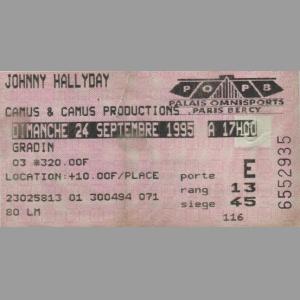 JOHNNY HALLYDAY
POPB
PALAIS OMNISPORTS
PARIS BERCY
CAMUS & CAMUS PRODUCTIONS
DIMANCHE 24 SEPTEMBRE 1995 A 17H00
GRADIN
03 *320.00F
LOCATION:+10.00F/PLACE
porte E
rang 13
siege 45
23025813 01 300494 071
80 LM
116
6552935